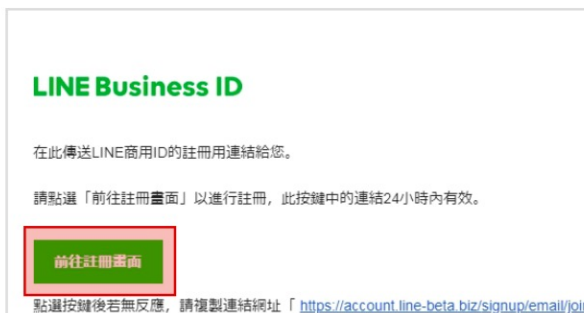 LINE Business ID
在此傳送LINE商用ID的註冊用連結給您。
請點選「前往註冊畫面」以進行註冊，此按鍵中的連結24小時內有效。
前往註冊畫面
點選按鍵後若無反應，請複製連結網址「 https://account.line-beta.biz/signup/email/join